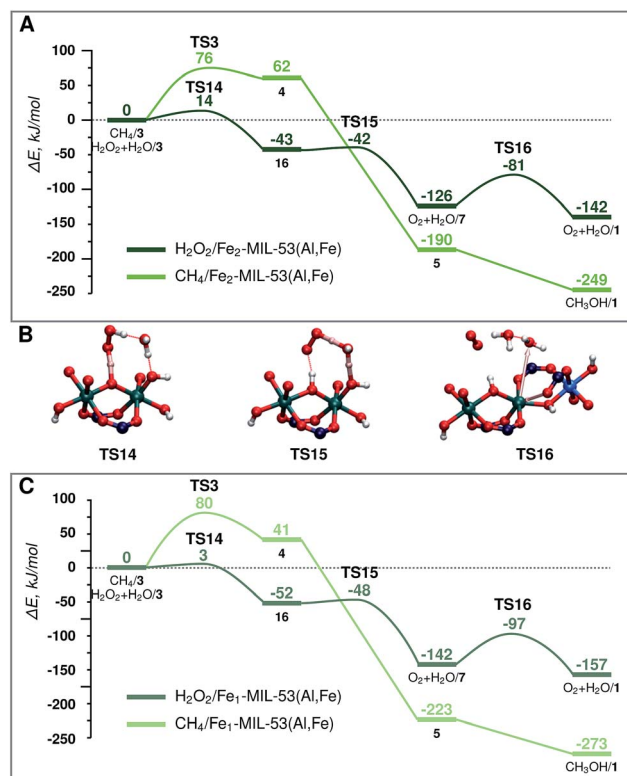 A
100
50
0
-50
-100
-150
-200
-250
ΔE, kJ/mol
TS3
76
62
4
TS14
14
0
CH₄/3
H₂O₂+H₂O/3
-43
16
TS15
-42
TS16
-81
-126
O₂+H₂O/7
-142
O₂+H₂O/1
-190
5
-249
CH₃OH/1
H₂O₂/Fe₂-MIL-53(Al,Fe)
CH₄/Fe₂-MIL-53(Al,Fe)
B
TS14
TS15
TS16
C
100
50
0
-50
-100
-150
-200
-250
ΔE, kJ/mol
TS3
80
41
4
TS14
3
0
CH₄/3
H₂O₂+H₂O/3
-52
16
TS15
-48
TS16
-97
-142
O₂+H₂O/7
-157
O₂+H₂O/1
-223
5
-273
CH₃OH/1
H₂O₂/Fe₁-MIL-53(Al,Fe)
CH₄/Fe₁-MIL-53(Al,Fe)